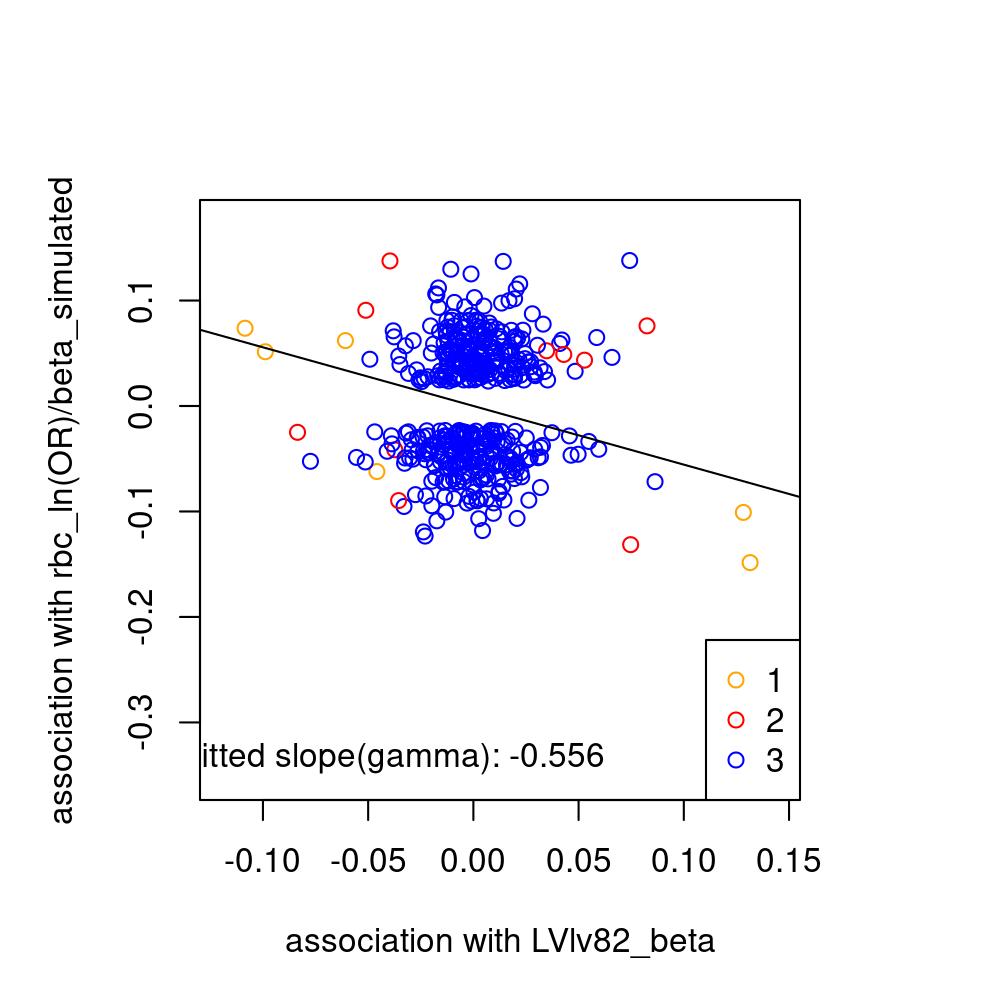 association with rbc_ln(OR)/beta_simulated
0.1
0.0
-0.1
-0.2
-0.3
itted slope(gamma): -0.556
1
2
3
-0.10 -0.05 0.00 0.05 0.10 0.15
association with LVlv82_beta